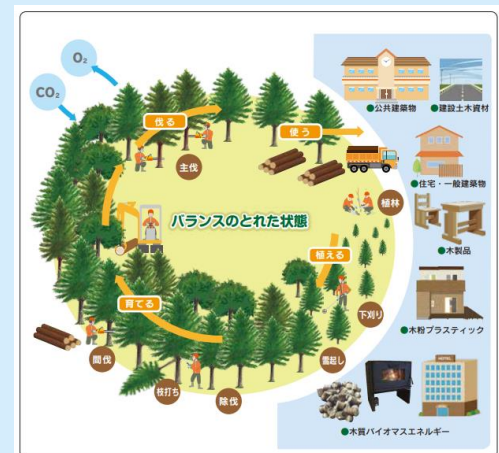 O₂
CO₂
伐る
使う
主伐
植林
バランスのとれた状態
植える
下刈り
育てる
雪起し
間伐
枝打ち
除伐
●公共建築物
●建設土木資材
●住宅・一般建築物
●木製品
●木粉プラスティック
●木質バイオマスエネルギー